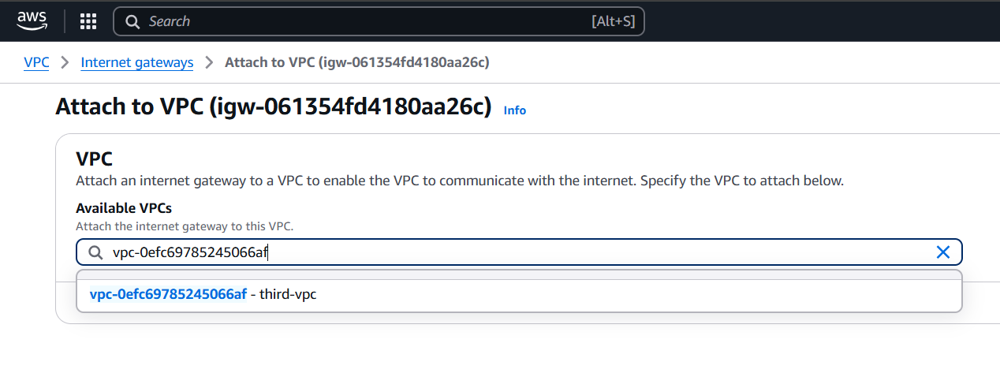 aws
Search [Alt+S]
VPC > Internet gateways > Attach to VPC (igw-061354fd4180aa26c)
Attach to VPC (igw-061354fd4180aa26c) Info
VPC
Attach an internet gateway to a VPC to enable the VPC to communicate with the internet. Specify the VPC to attach below.
Available VPCs
Attach the internet gateway to this VPC.
vpc-0efc69785245066af
vpc-0efc69785245066af - third-vpc